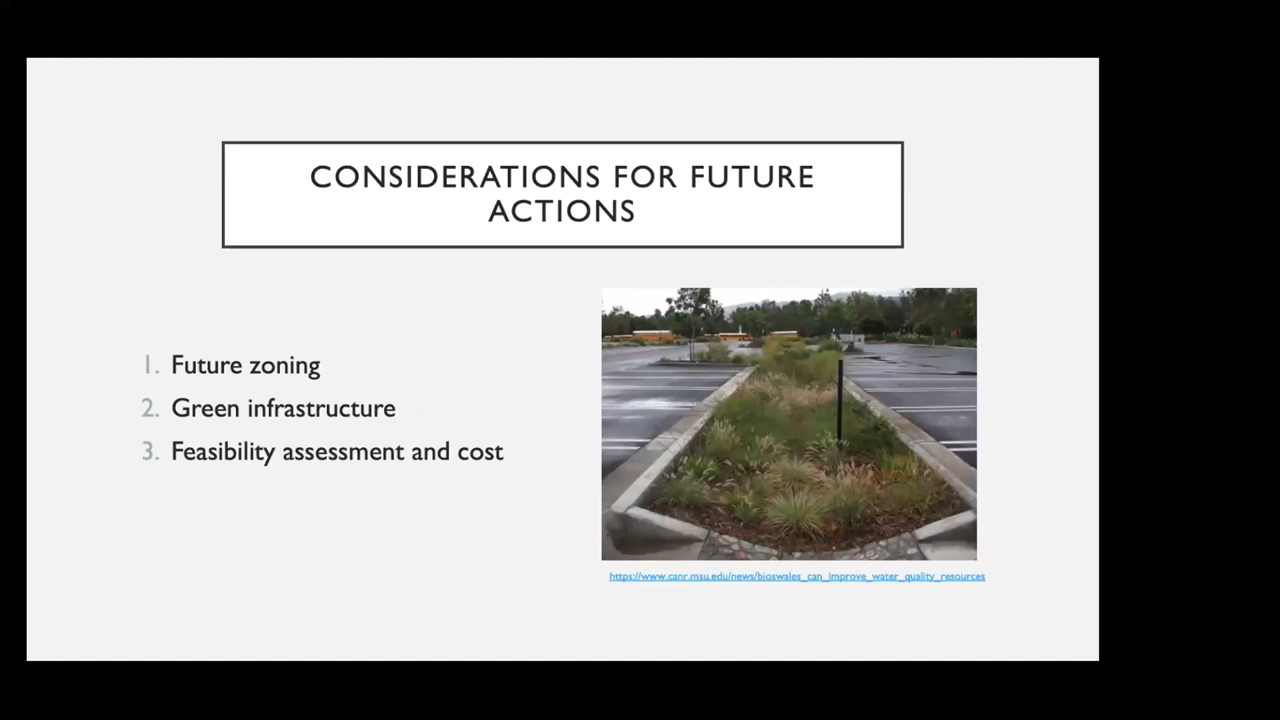 CONSIDERATIONS FOR FUTURE
ACTIONS
1. Future zoning
2. Green infrastructure
3. Feasibility assessment and cost
https://www.canr.msu.edu/news/bioswales_can_improve_water_quality_resources